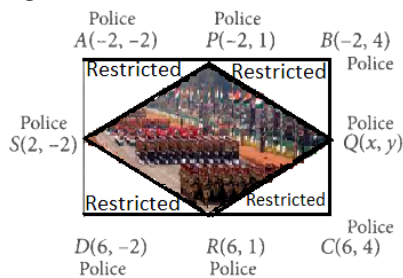 Police Police
A(−2, −2) P(−2, 1) B(−2, 4)
Restricted Restricted Police
Police Police
S(2, −2) Q(x, y)
Restricted Restricted
Police
D(6, −2) R(6, 1) C(6, 4)
Police Police